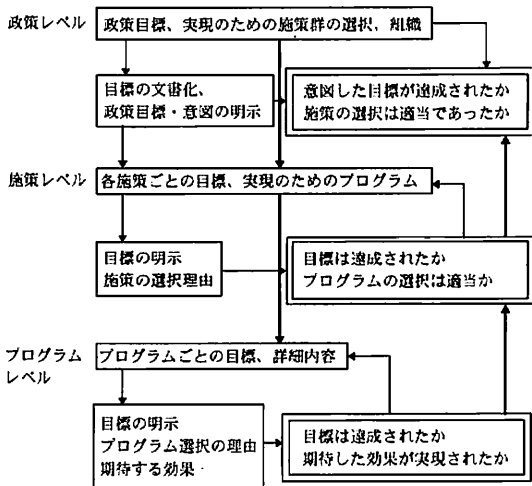 政策レベル
政策目標、実現のための施策群の選択、組織
目標の文書化、
政策目標・意図の明示
意図した目標が達成されたか
施策の選択は適当であったか
施策レベル
各施策ごとの目標、実現のためのプログラム
目標の明示
施策の選択理由
目標は達成されたか
プログラムの選択は適当か
プログラム
レベル
プログラムごとの目標、詳細内容
目標の明示
プログラム選択の理由
期待する効果
目標は達成されたか
期待した効果が実現されたか